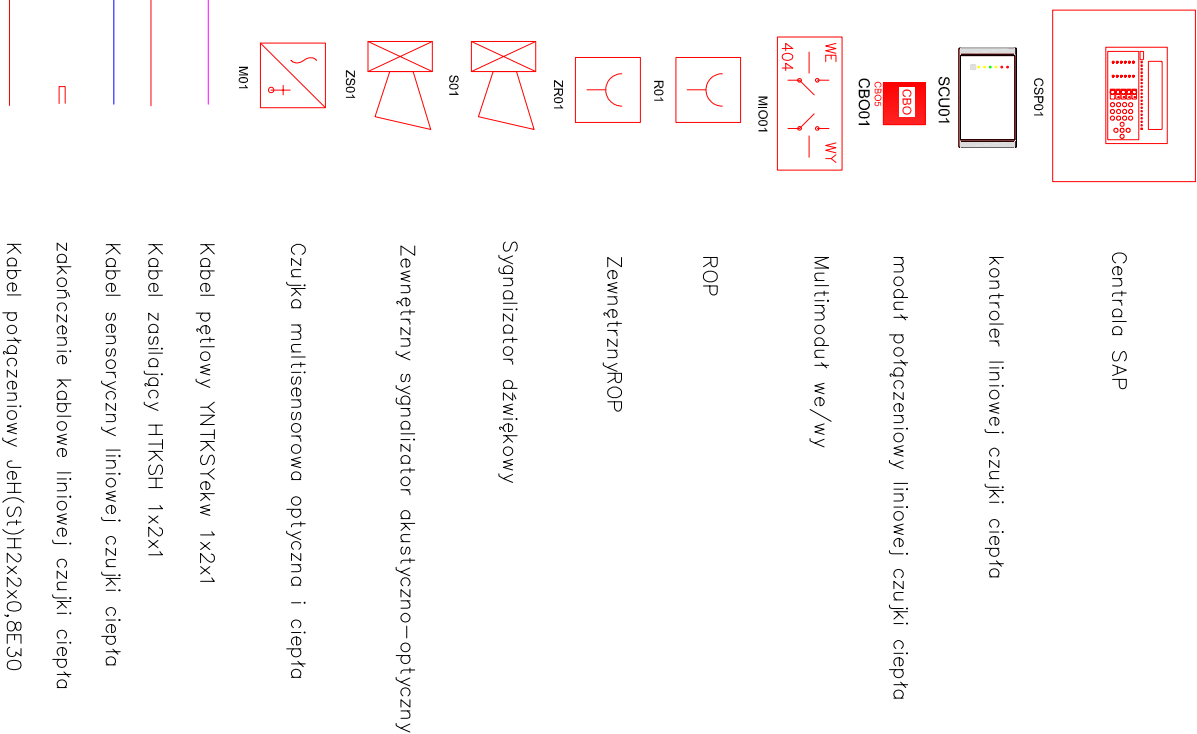 CSP01
Centrala SAP
SCU01
kontroler liniowej czujki ciepła
CBO
CBO5
CBO01
moduł połączeniowy liniowej czujki ciepła
WE
404
WY
MIO01
Multimoduł we/wy
R01
ROP
ZR01
ZewnętrznyROP
S01
Sygnalizator dźwiękowy
ZS01
Zewnętrzny sygnalizator akustyczno-optyczny
M01
Czujka multisensorowa optyczna i ciepła
Kabel pętlowy YNTKSYekw 1x2x1
Kabel zasilający HTKSH 1x2x1
Kabel sensoryczny liniowej czujki ciepła
zakończenie kablowe liniowej czujki ciepła
Kabel połączeniowy JeH(St)H2x2x0,8E30